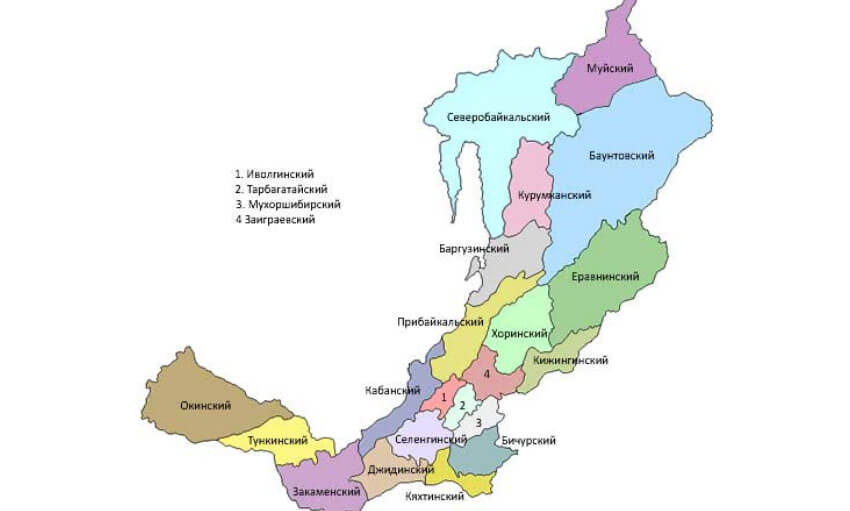 Муйский
Северобайкальский
Баунтовский
1. Иволгинский
2. Тарбагатайский
3. Мухоршибирский
4 Заиграевский
Курумканский
Баргузинский
Еравнинский
Прибайкальский
Хоринский
Кижингинский
4
Кабанский
1
2
Окинский
3
Тункинский
Селенгинский
Бичурский
Джидинский
Закаменский
Кяхтинский